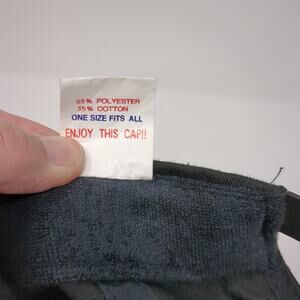 65% POLYESTER
35% COTTON
ONE SIZE FITS ALL
ENJOY THIS CAP!!